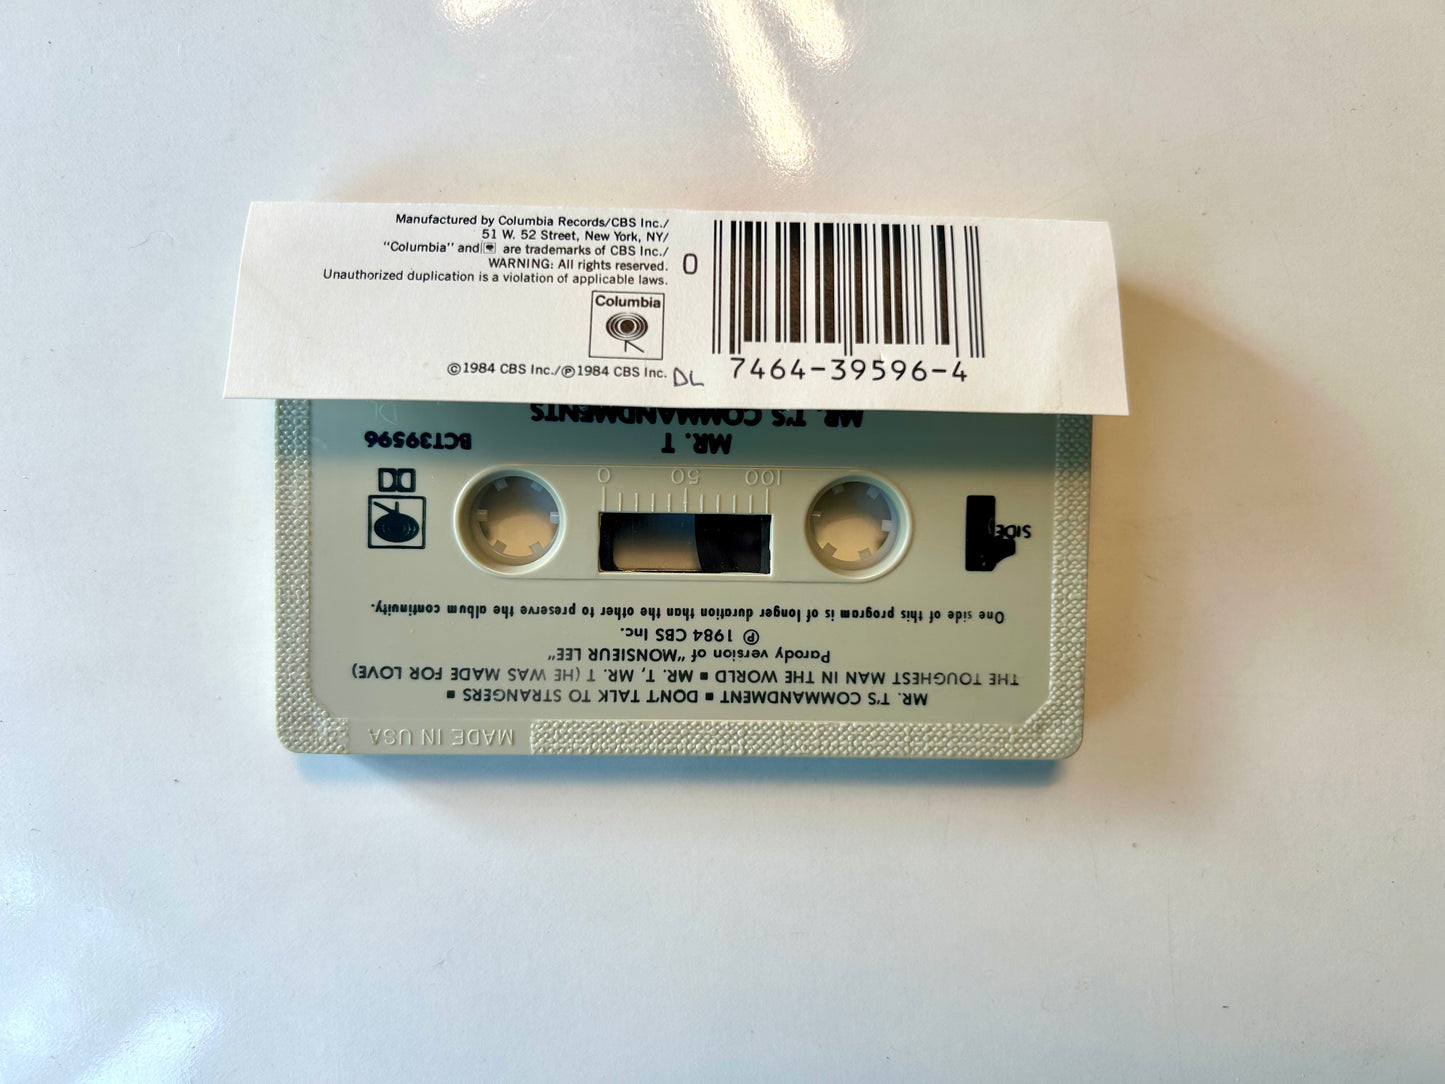 Manufactured by Columbia Records/CBS Inc./
51 W. 52 Street, New York, NY/
"Columbia" and are trademarks of CBS Inc./
WARNING: All rights reserved.
Unauthorized duplication is a violation of applicable laws.
Columbia
©1984 CBS Inc./℗1984 CBS Inc.
DL
0
7464-39596-4
MR. T'S COMMANDMENTS
MR. T
BCT39596
0 50 100
SIDE 1
One side of this program is of longer duration than the other to preserve the album continuity.
℗ 1984 CBS Inc.
Parody version of "MONSIEUR LEE"
THE TOUGHEST MAN IN THE WORLD ■ MR. T, MR. T (HE WAS MADE FOR LOVE)
MR. T'S COMMANDMENT ■ DON'T TALK TO STRANGERS ■
MADE IN USA